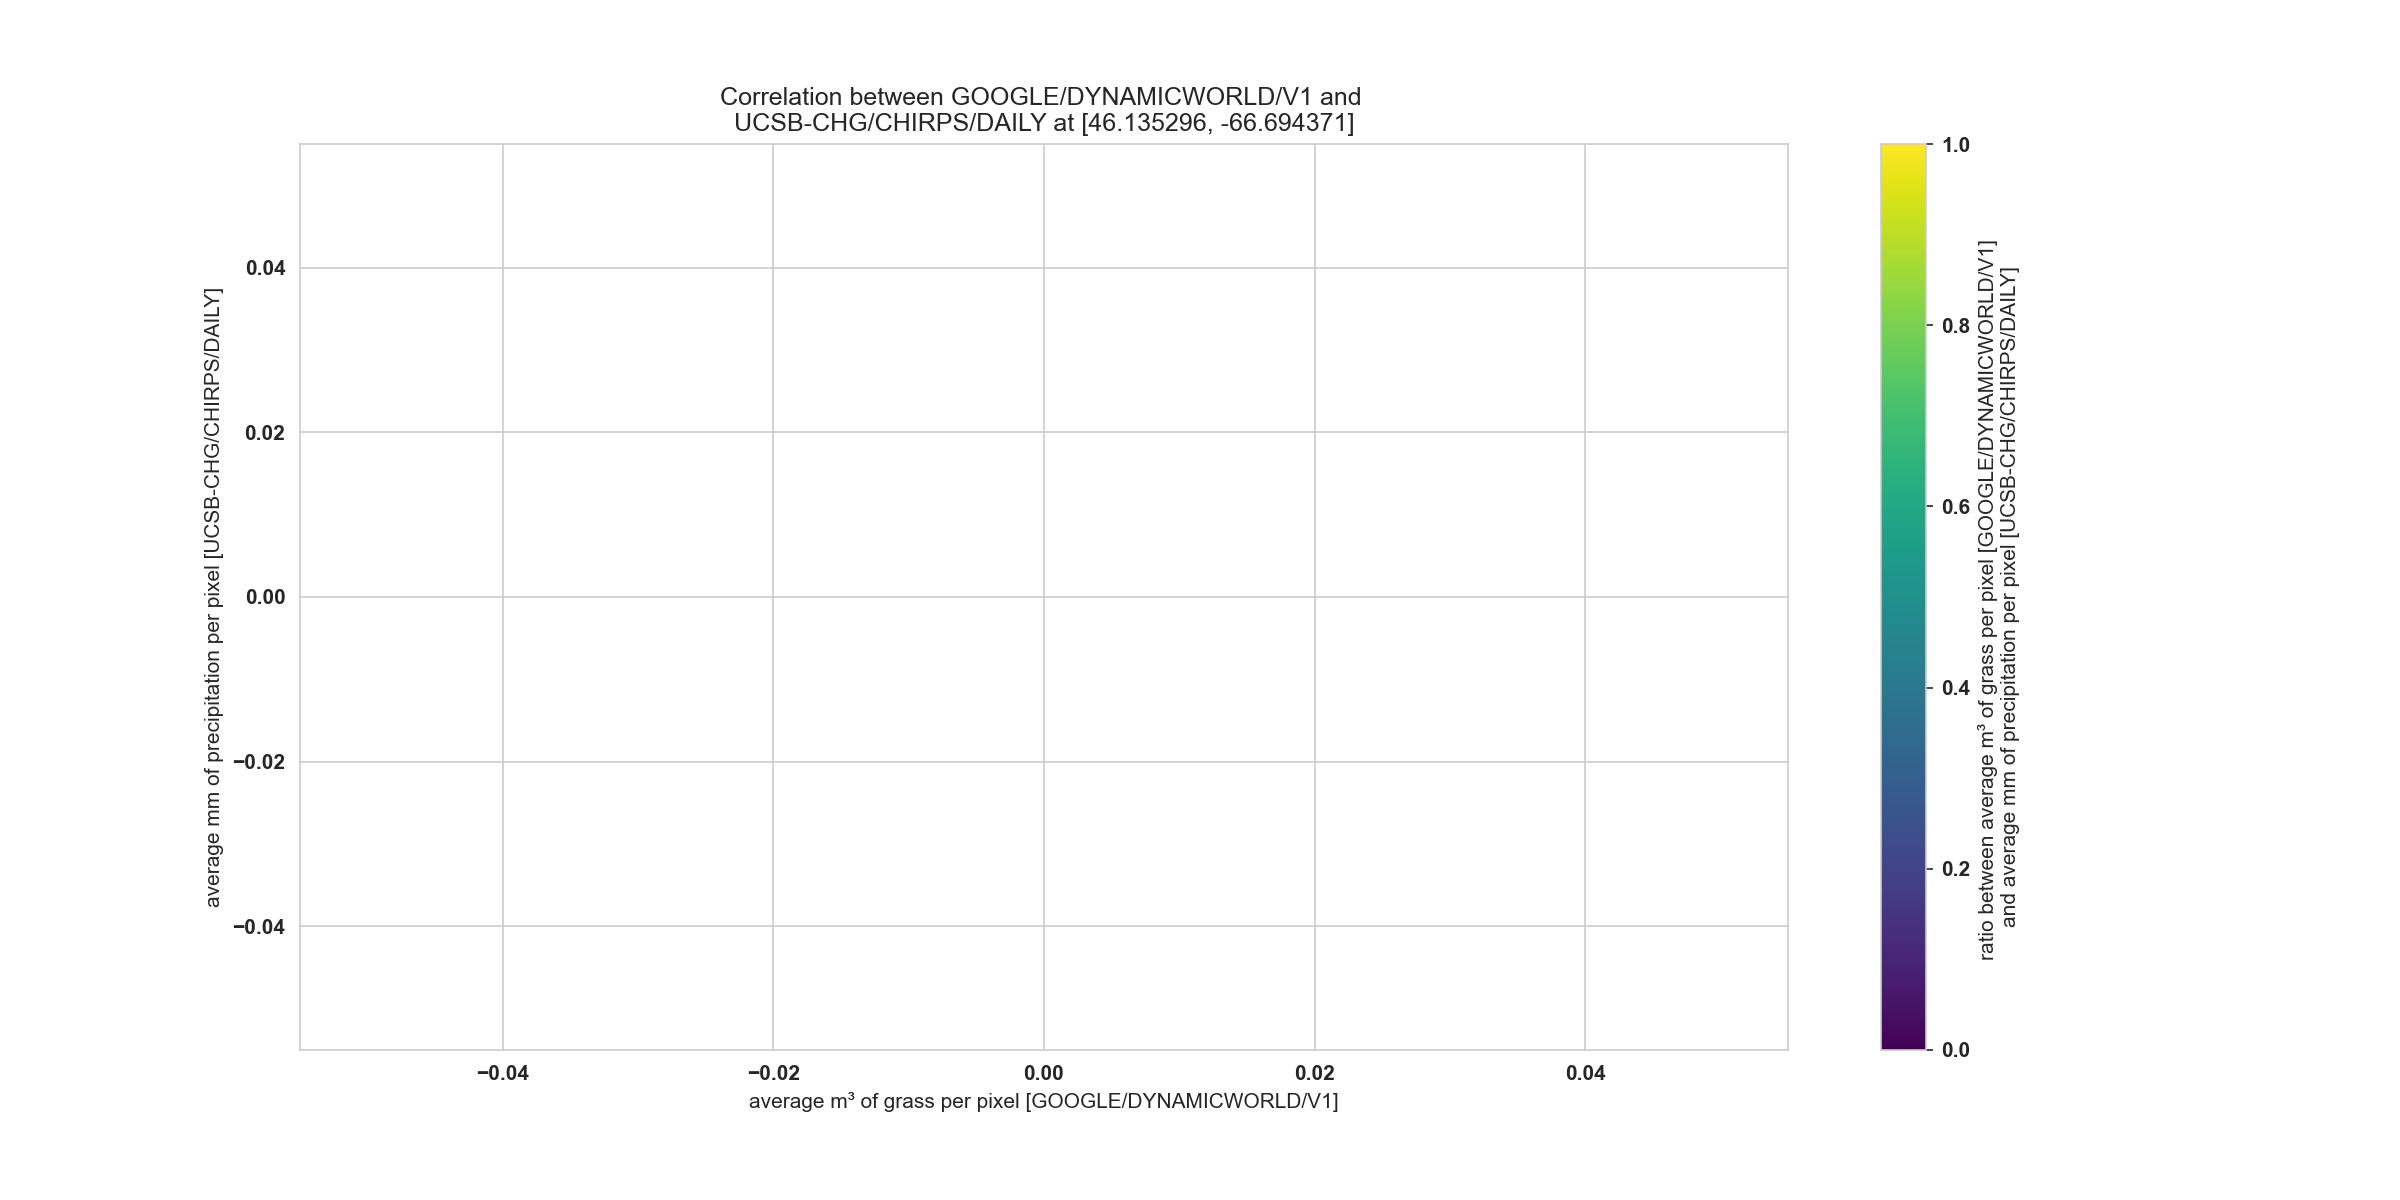 Correlation between GOOGLE/DYNAMICWORLD/V1 and
UCSB-CHG/CHIRPS/DAILY at [46.135296, -66.694371]
average mm of precipitation per pixel [UCSB-CHG/CHIRPS/DAILY]
0.04
0.02
0.00
−0.02
−0.04
−0.04
−0.02
0.00
0.02
0.04
average m³ of grass per pixel [GOOGLE/DYNAMICWORLD/V1]
1.0
0.8
0.6
0.4
0.2
0.0
ratio between average m³ of grass per pixel [GOOGLE/DYNAMICWORLD/V1]
and average mm of precipitation per pixel [UCSB-CHG/CHIRPS/DAILY]